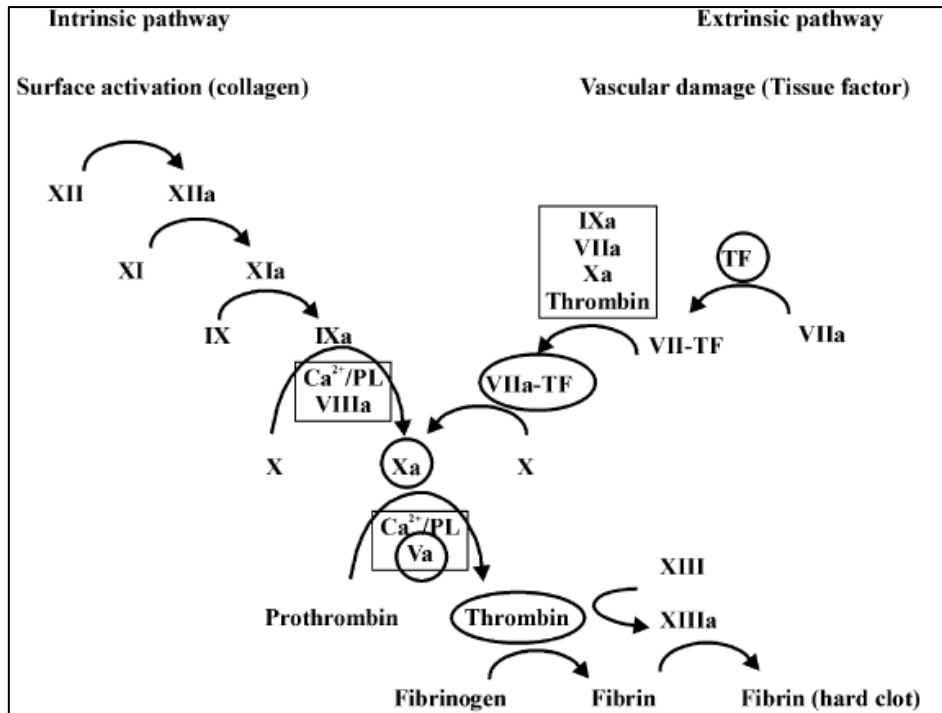 Intrinsic pathway
Extrinsic pathway
Surface activation (collagen)
Vascular damage (Tissue factor)
XII
XIIa
IXa
VIIa
Xa
Thrombin
TF
XI
XIa
IX
IXa
VII-TF
VIIa
Ca²⁺/PL
VIIIa
VIIa-TF
X
Xa
X
Ca²⁺/PL
Va
XIII
Prothrombin
Thrombin
XIIIa
Fibrinogen
Fibrin
Fibrin (hard clot)